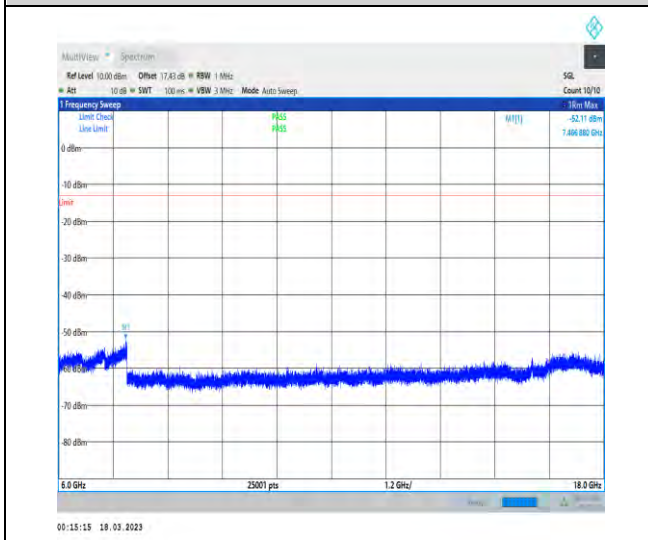 MultiView Spectrum
Ref Level 10.00 dBm Offset 17.43 dB RBW 1 MHz SGL
Att 10 dB SWT 100 ms VBW 3 MHz Mode Auto Sweep Count 10/10
1 Frequency Sweep 1Rm Max
Limit Check PASS M1[1] -52.11 dBm
Line Limit PASS 7.486 880 GHz
0 dBm
-10 dBm
Limit
-20 dBm
-30 dBm
-40 dBm
-50 dBm
M1
-60 dBm
-70 dBm
-80 dBm
6.0 GHz 25001 pts 1.2 GHz/ 18.0 GHz
00:15:15 18.03.2023